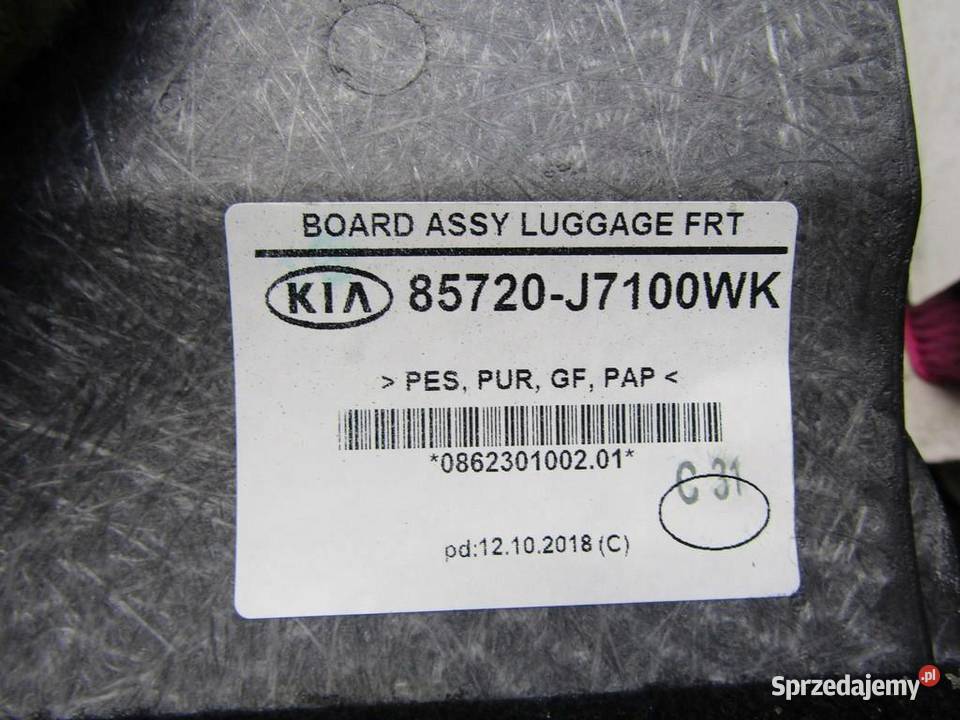 BOARD ASSY LUGGAGE FRT
KIA 85720-J7100WK
> PES, PUR, GF, PAP <
*0862301002.01*
C 31
pd:12.10.2018 (C)
Sprzedajemy.pl